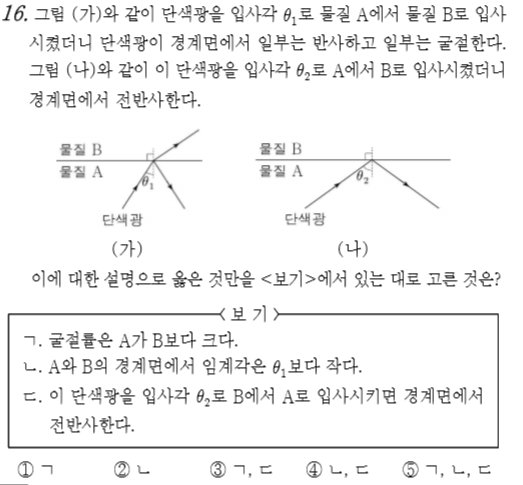 16. 그림 (가)와 같이 단색광을 입사각 θ₁로 물질 A에서 물질 B로 입사
시켰더니 단색광이 경계면에서 일부는 반사하고 일부는 굴절한다.
그림 (나)와 같이 이 단색광을 입사각 θ₂로 A에서 B로 입사시켰더니
경계면에서 전반사한다.
물질 B
물질 A
θ₁
단색광
(가)
물질 B
물질 A
θ₂
단색광
(나)
이에 대한 설명으로 옳은 것만을 <보기>에서 있는 대로 고른 것은?
<보 기>
ㄱ. 굴절률은 A가 B보다 크다.
ㄴ. A와 B의 경계면에서 임계각은 θ₁보다 작다.
ㄷ. 이 단색광을 입사각 θ₂로 B에서 A로 입사시키면 경계면에서
전반사한다.
① ㄱ ② ㄴ ③ ㄱ, ㄷ ④ ㄴ, ㄷ ⑤ ㄱ, ㄴ, ㄷ